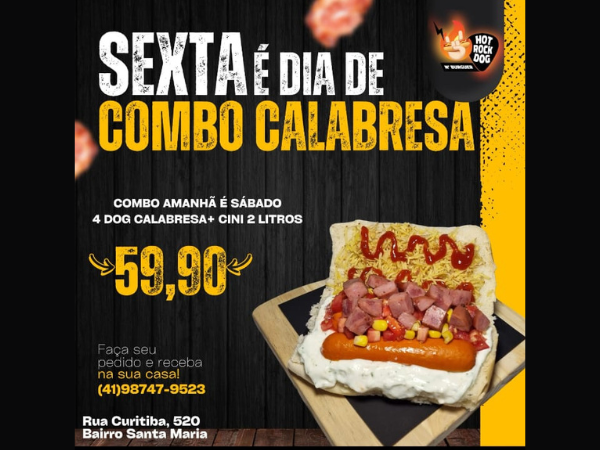 SEXTA É DIA DE
COMBO CALABRESA
HOT
ROCK
DOG
N' BURGUER
COMBO AMANHÃ É SÁBADO
4 DOG CALABRESA+ CINI 2 LITROS
59,90
Faça seu
pedido e receba
na sua casa!
(41)98747-9523
Rua Curitiba, 520
Bairro Santa Maria